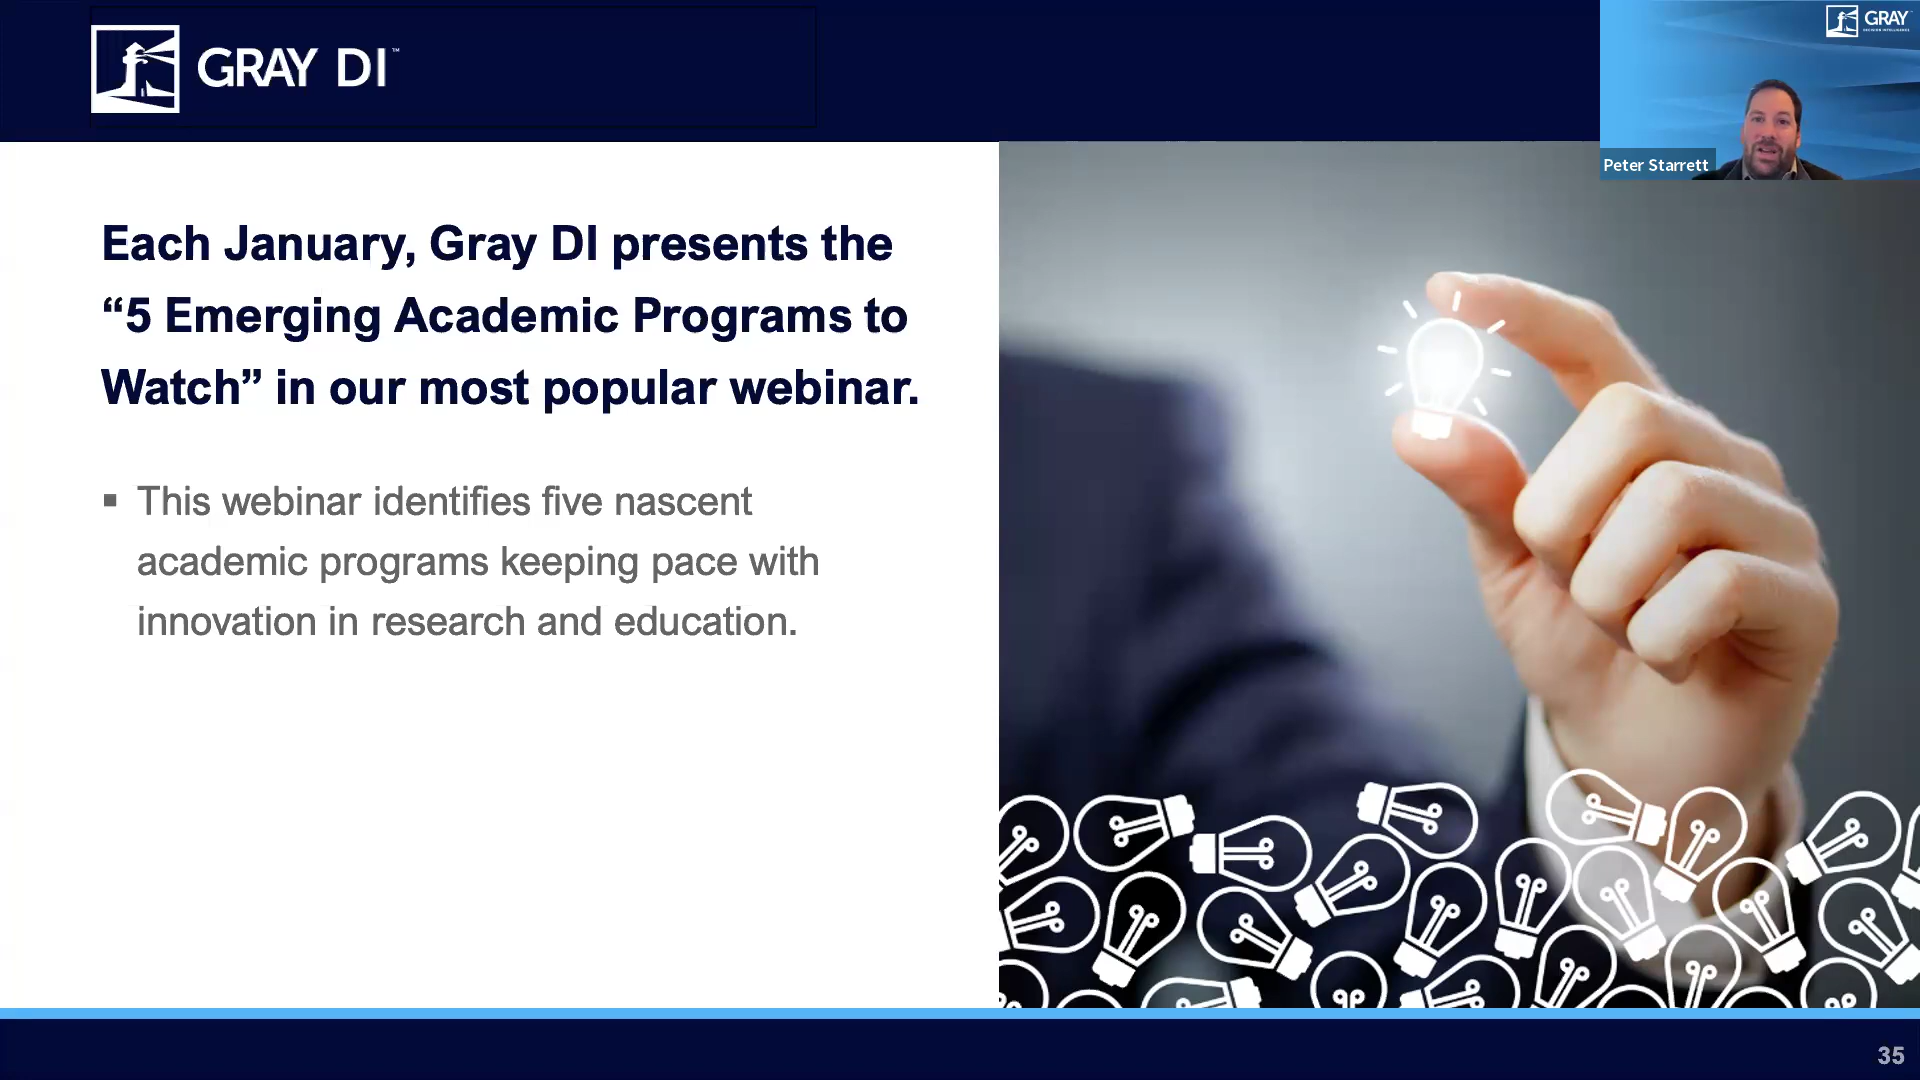 GRAY DI™
GRAY
Peter Starrett
Each January, Gray DI presents the
“5 Emerging Academic Programs to
Watch” in our most popular webinar.
▪ This webinar identifies five nascent
academic programs keeping pace with
innovation in research and education.
35